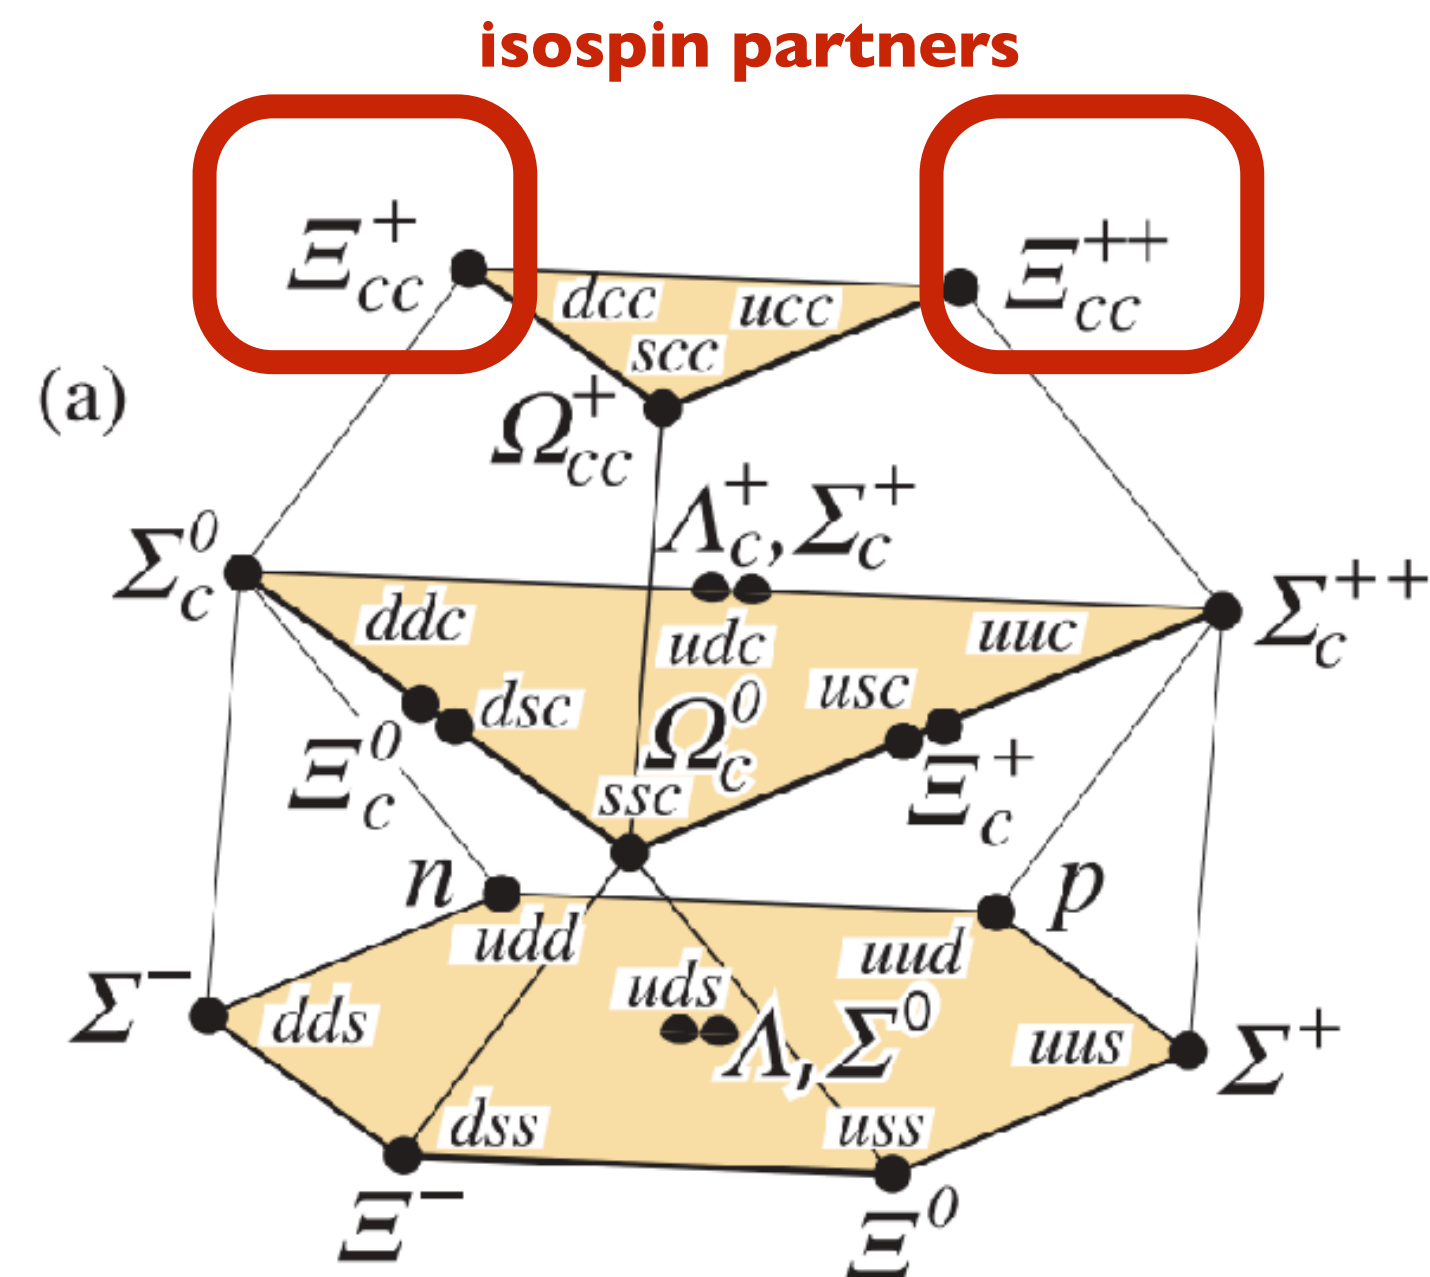 isospin partners
Ξcc+ dcc ucc Ξcc++
scc
(a)
Ωcc+
Λc+, Σc+
Σc0 ddc udc uuc Σc++
dsc usc
Ξc0 Ωc0 Ξc+
ssc
n udd uud p
Σ− dds uds uus Σ+
Λ, Σ0
dss uss
Ξ− Ξ0